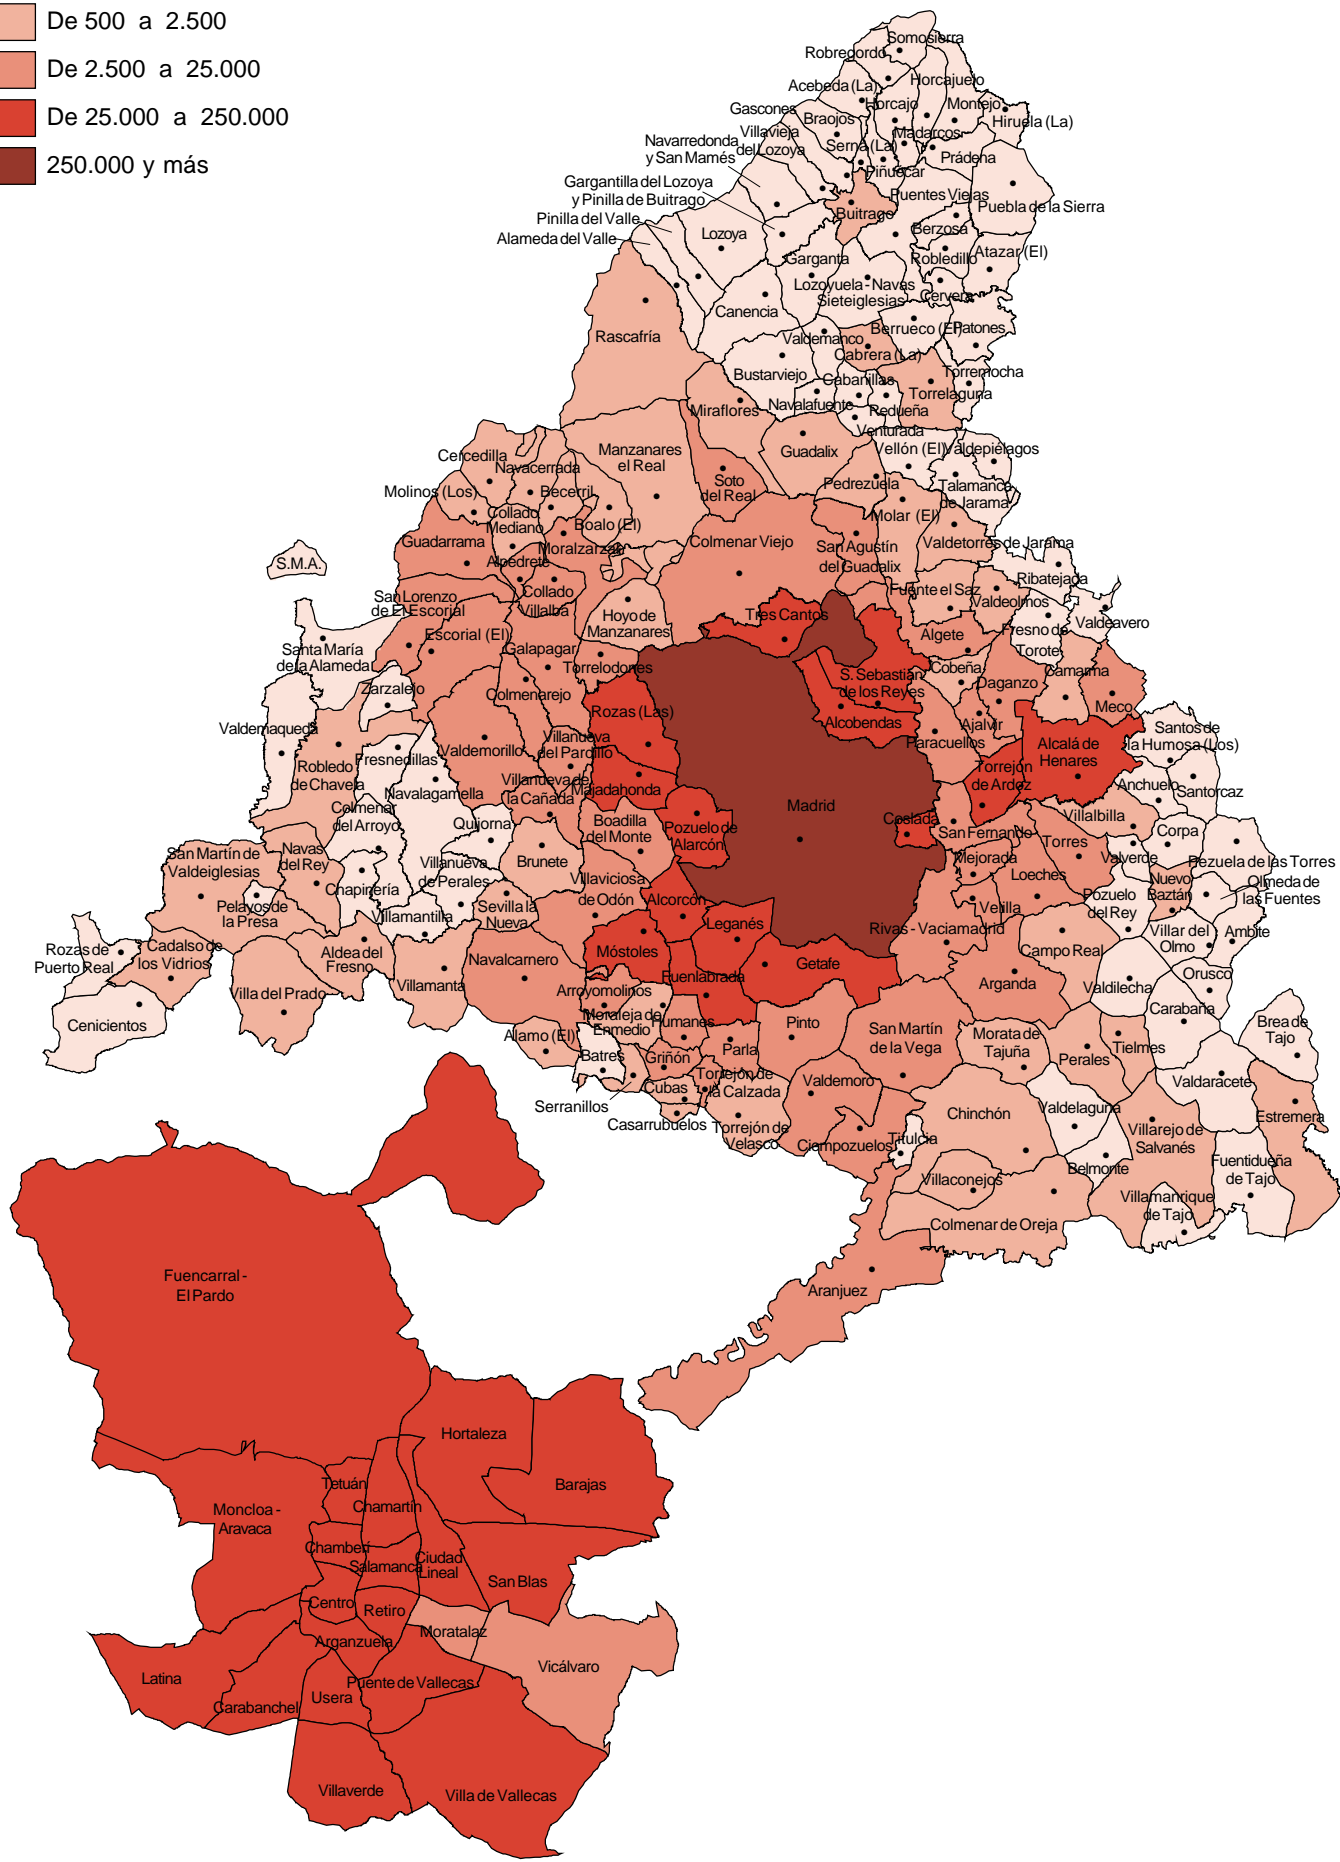 De 500 a 2.500
De 2.500 a 25.000
De 25.000 a 250.000
250.000 y más
Somosierra
Robregordo
Acebeda (La)
Horcajuelo
Horcajo
Montejo
Gascones
Braojos
Hiruela (La)
Villavieja
del Lozoya
Madarcos
Serna (La)
Navarredonda
y San Mamés
Prádena
Piñuécar
Gargantilla del Lozoya
y Pinilla de Buitrago
Puentes Viejas
Puebla de la Sierra
Buitrago
Pinilla del Valle
Alameda del Valle
Lozoya
Berzosa
Garganta
Robledillo
Atazar (El)
Lozoyuela - Navas
Sieteiglesias
Cervera
Canencia
Rascafría
Valdemanco
Berrueco (El)
Patones
Cabrera (La)
Bustarviejo
Cabanillas
Torremocha
Torrelaguna
Miraflores
Navalafuente
Redueña
Venturada
Guadalix
Vellón (El)
Valdepiélagos
Manzanares
el Real
Cercedilla
Navacerrada
Soto
del Real
Pedrezuela
Talamanca
de Jarama
Molinos (Los)
Becerril
Collado
Mediano
Boalo (El)
Molar (El)
Guadarrama
Moralzarzal
Colmenar Viejo
San Agustín
del Guadalix
Valdetorres de Jarama
S.M.A.
Alpedrete
Ribatejada
San Lorenzo
de El Escorial
Collado
Villalba
Fuente el Saz
Valdeolmos
Hoyo de
Manzanares
Tres Cantos
Valdeavero
Escorial (El)
Algete
Fresno de
Torote
Santa María
de la Alameda
Galapagar
Torrelodones
Cobeña
Camarma
Zarzalejo
Colmenarejo
S. Sebastián
de los Reyes
Daganzo
Meco
Rozas (Las)
Alcobendas
Ajalvir
Valdemaqueda
Valdemorillo
Villanueva
del Pardillo
Paracuellos
Alcalá de
Henares
Santos de
la Humosa (Los)
Fresnedillas
Robledo
de Chavela
Torrejón
de Ardoz
Villanueva de
la Cañada
Majadahonda
Anchuelo
Santorcaz
Navalagamella
Madrid
Colmenar
del Arroyo
Quijorna
Boadilla
del Monte
Pozuelo de
Alarcón
Coslada
San Fernando
Villalbilla
Corpa
Torres
Navas
del Rey
San Martín de
Valdeiglesias
Brunete
Mejorada
Valverde
Pezuela de las Torres
Villanueva
de Perales
Villaviciosa
de Odón
Loeches
Nuevo
Baztán
Olmeda de
las Fuentes
Chapinería
Pelayos de
la Presa
Villamantilla
Sevilla la
Nueva
Alcorcón
Velilla
Pozuelo
del Rey
Leganés
Rivas - Vaciamadrid
Villar del
Olmo
Ambite
Rozas de
Puerto Real
Cadalso de
los Vidrios
Aldea del
Fresno
Navalcarnero
Móstoles
Getafe
Campo Real
Fuenlabrada
Orusco
Villa del Prado
Villamanta
Arroyomolinos
Arganda
Valdilecha
Carabaña
Cenicientos
Moraleja de
Enmedio
Humanes
Pinto
San Martín
de la Vega
Morata de
Tajuña
Brea de
Tajo
Alamo (El)
Batres
Griñón
Parla
Perales
Tielmes
Cubas
Torrejón de
la Calzada
Valdemoro
Valdaracete
Serranillos
Casarrubuelos
Torrejón de
Velasco
Chinchón
Valdelaguna
Estremera
Villarejo de
Salvanés
Ciempozuelos
Titulcia
Belmonte
Fuentidueña
de Tajo
Villaconejos
Villamanrique
de Tajo
Colmenar de Oreja
Aranjuez
Fuencarral -
El Pardo
Hortaleza
Barajas
Tetuán
Chamartín
Moncloa -
Aravaca
Chamberí
Ciudad
Lineal
Salamanca
San Blas
Centro
Retiro
Moratalaz
Arganzuela
Vicálvaro
Latina
Puente de Vallecas
Usera
Carabanchel
Villaverde
Villa de Vallecas